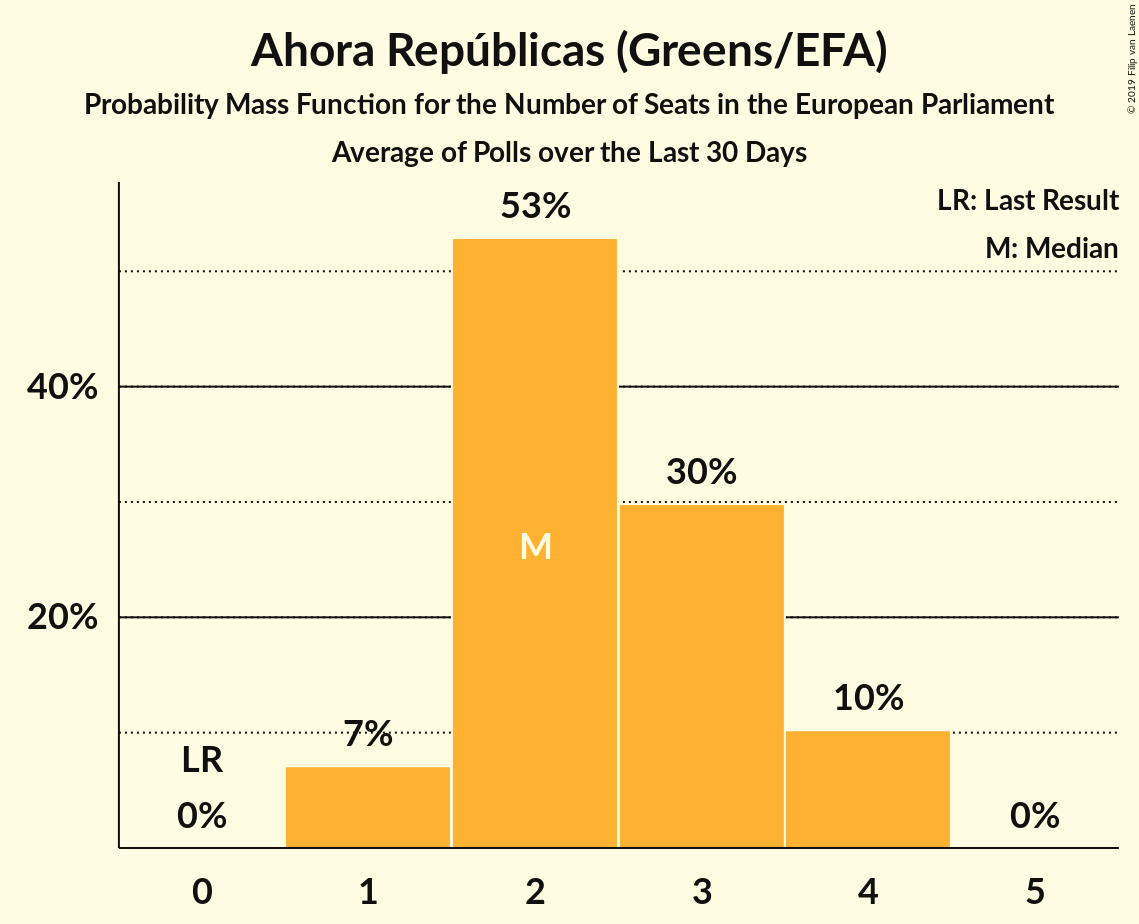 Ahora Repúblicas (Greens/EFA)
Probability Mass Function for the Number of Seats in the European Parliament
Average of Polls over the Last 30 Days
© 2019 Filip van Laenen
LR: Last Result
M: Median
53%
40%
30%
M
20%
10%
7%
LR
0%
0%
0 1 2 3 4 5